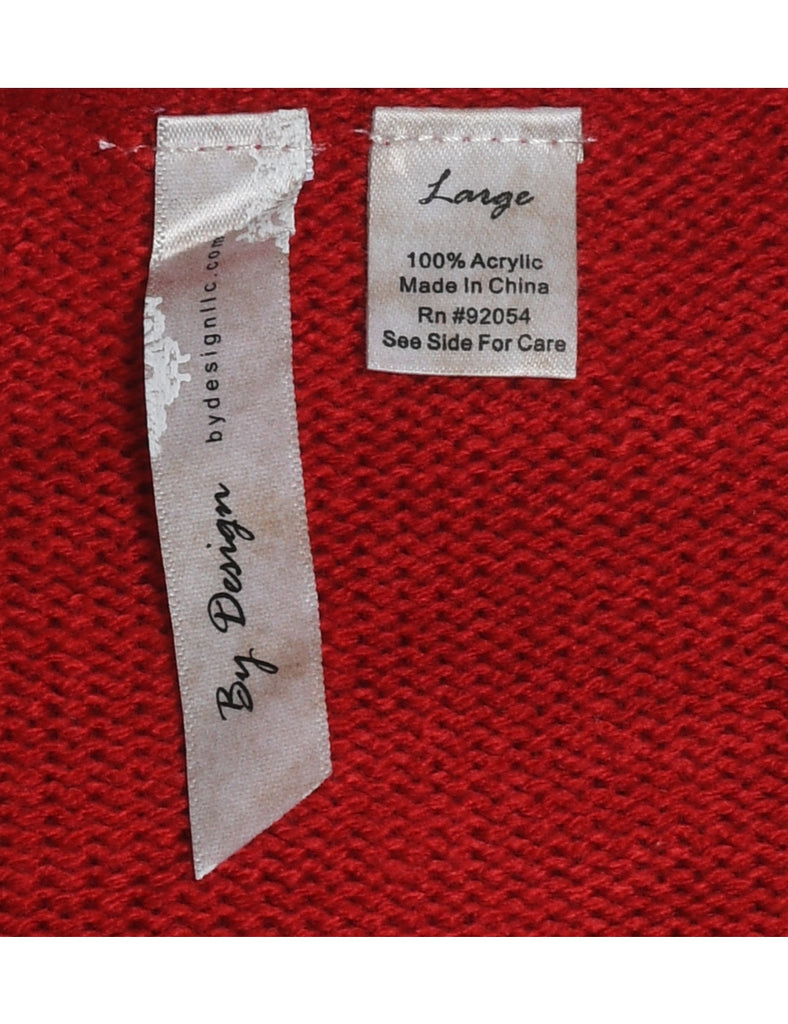 By Design
bydesignllc.com
Large
100% Acrylic
Made In China
Rn #92054
See Side For Care